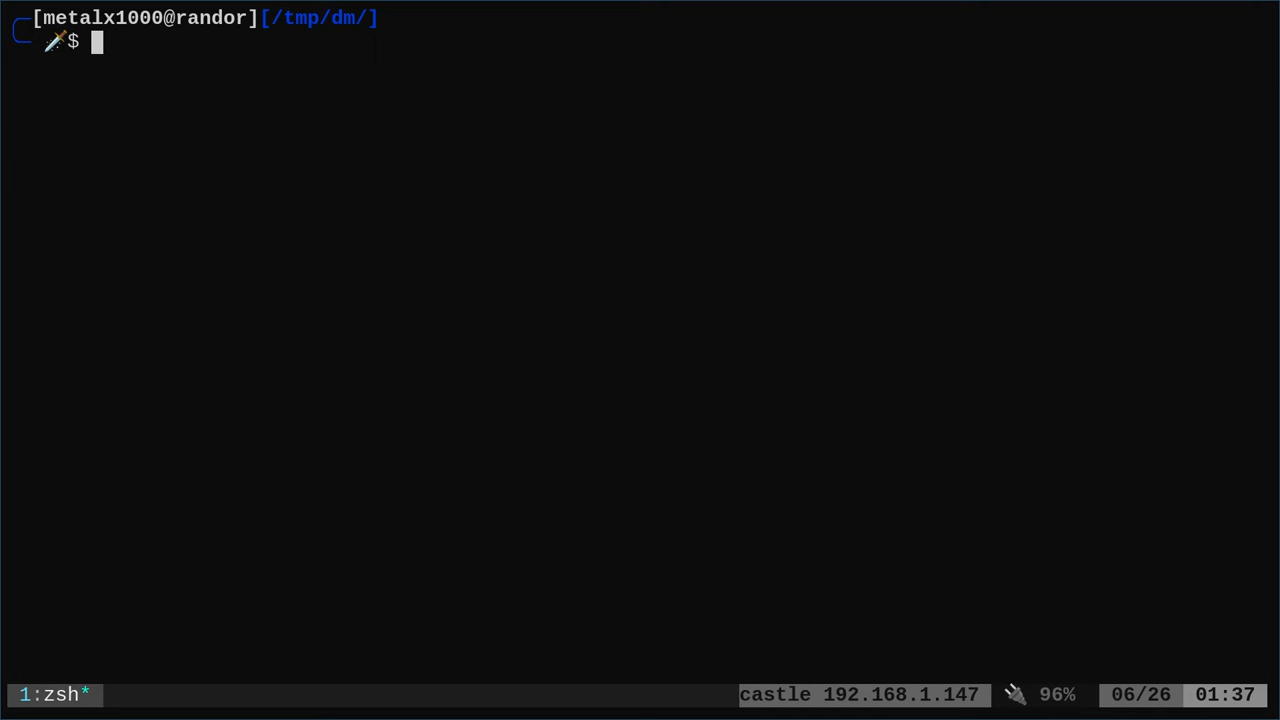 [metalx1000@randor][/tmp/dm/]
🗡️$
1:zsh* castle 192.168.1.147 🔌 96% 06/26 01:37